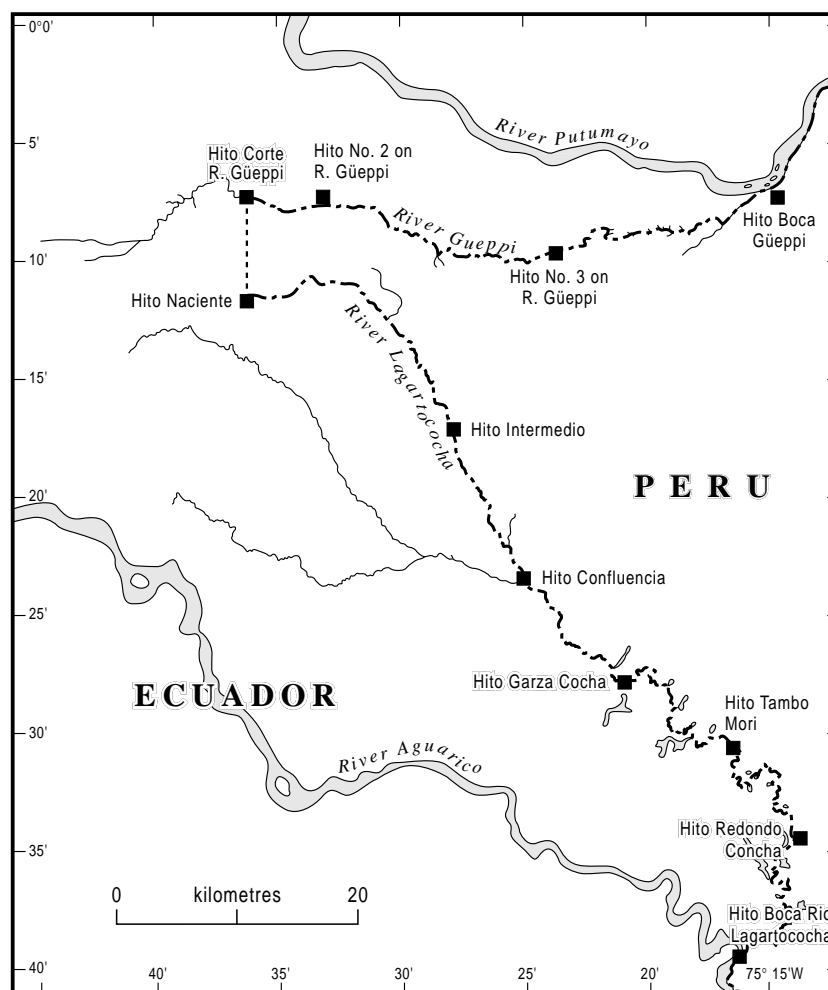 0°0'
5'
10'
15'
20'
25'
30'
35'
40'
River Putumayo
Hito Corte
R. Güeppi
Hito No. 2 on
R. Güeppi
River Gueppi
Hito Boca
Güeppi
Hito No. 3 on
R. Güeppi
Hito Naciente
River Lagartococha
Hito Intermedio
PERU
Hito Confluencia
Hito Garza Cocha
ECUADOR
Hito Tambo
Mori
River Aguarico
Hito Redondo
Concha
0 kilometres 20
Hito Boca Rio
Lagartococha
40' 35' 30' 25' 20' 75° 15'W